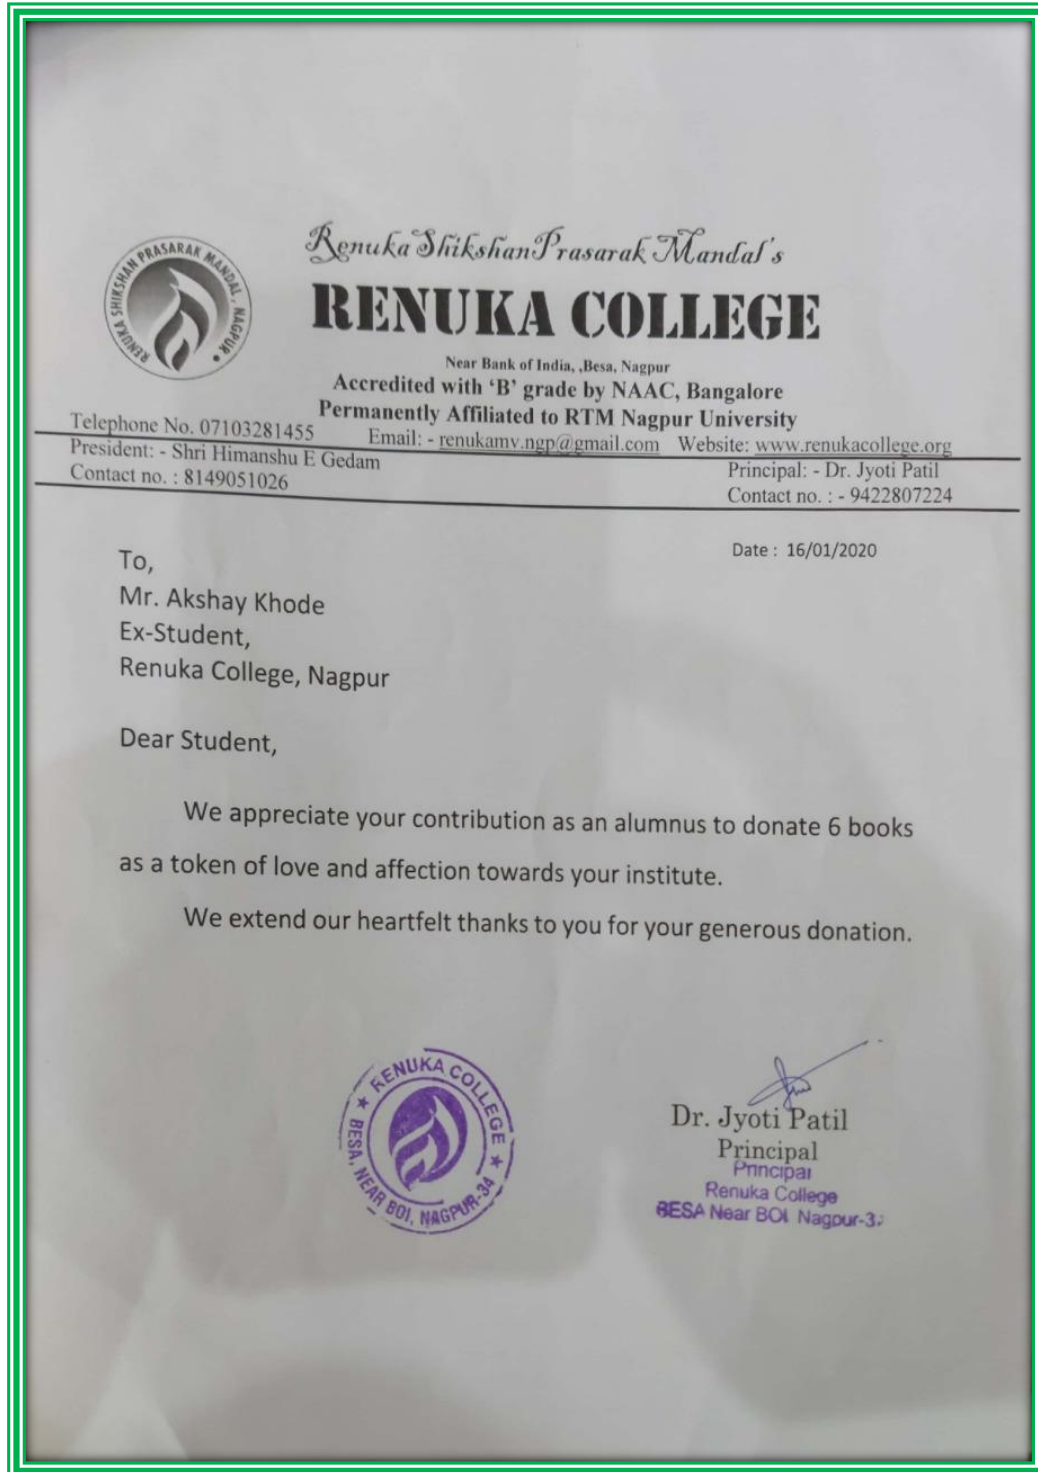 RENUKA SHIKSHAN PRASARAK MANDAL, NAGPUR
Renuka Shikshan Prasarak Mandal's
RENUKA COLLEGE
Near Bank of India, ,Besa, Nagpur
Accredited with ‘B’ grade by NAAC, Bangalore
Permanently Affiliated to RTM Nagpur University
Telephone No. 07103281455 Email: - renukamv.ngp@gmail.com Website: www.renukacollege.org
President: - Shri Himanshu E Gedam Principal: - Dr. Jyoti Patil
Contact no. : 8149051026 Contact no. : - 9422807224
Date : 16/01/2020
To,
Mr. Akshay Khode
Ex-Student,
Renuka College, Nagpur
Dear Student,
We appreciate your contribution as an alumnus to donate 6 books
as a token of love and affection towards your institute.
We extend our heartfelt thanks to you for your generous donation.
RENUKA COLLEGE
BESA, NEAR BOI, NAGPUR-34
Dr. Jyoti Patil
Principal
Principal
Renuka College
BESA Near BOI Nagpur-